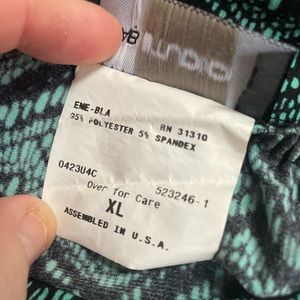 EME-BLA
RN 31310
95% POLYESTER 5% SPANDEX
0423U4C
523246-1
Over for Care
XL
ASSEMBLED IN U.S.A.